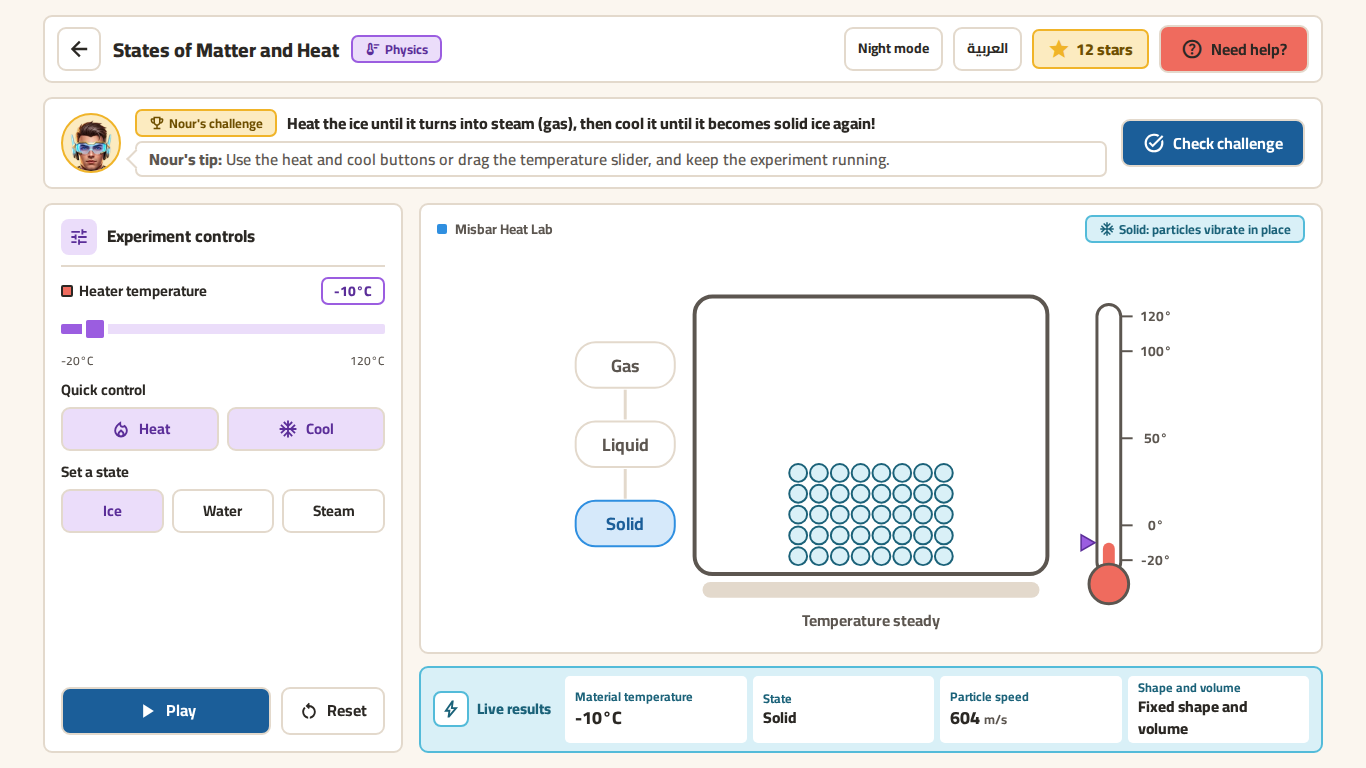 States of Matter and Heat
Physics
Night mode
العربية
12 stars
Need help?
Nour's challenge
Heat the ice until it turns into steam (gas), then cool it until it becomes solid ice again!
Nour's tip: Use the heat and cool buttons or drag the temperature slider, and keep the experiment running.
Check challenge
Experiment controls
Heater temperature
-10°C
-20°C
120°C
Quick control
Heat
Cool
Set a state
Ice
Water
Steam
Play
Reset
Misbar Heat Lab
Solid: particles vibrate in place
Gas
Liquid
Solid
120°
100°
50°
0°
-20°
Temperature steady
Live results
Material temperature
-10°C
State
Solid
Particle speed
604 m/s
Shape and volume
Fixed shape and
volume